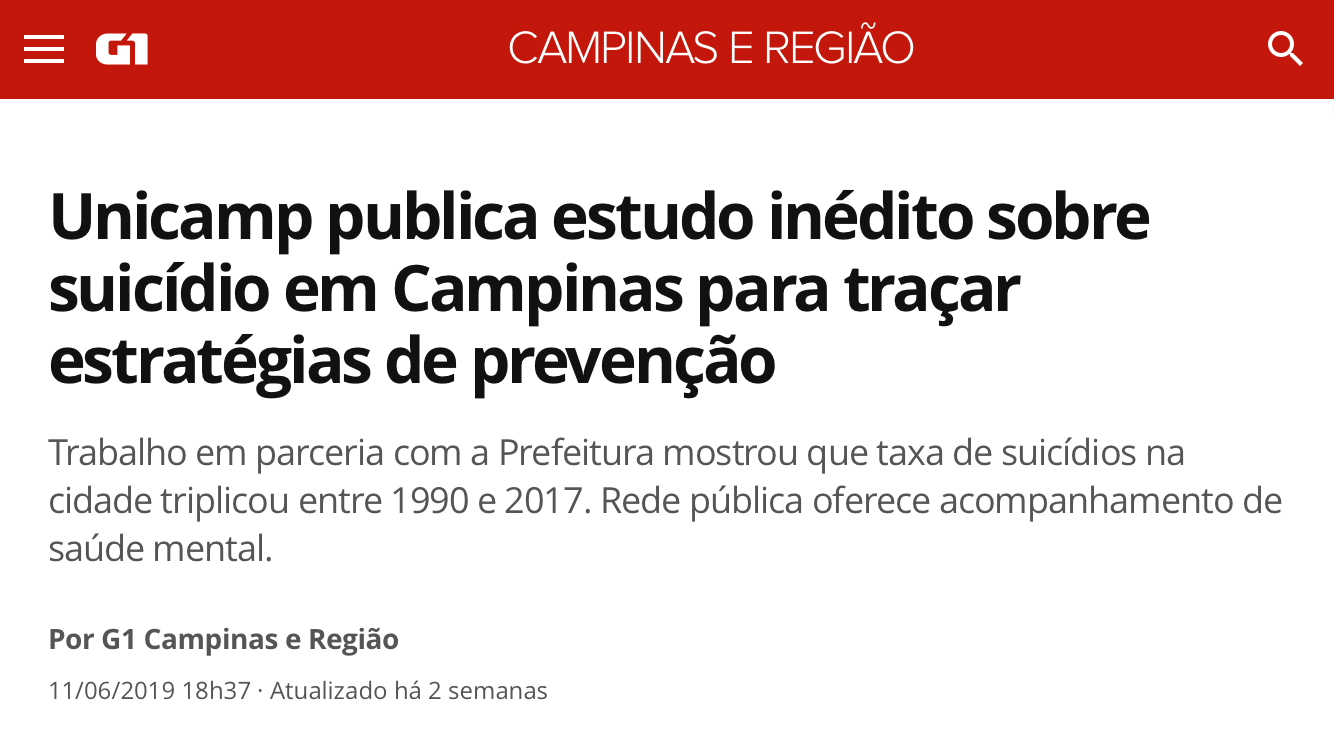 G1
CAMPINAS E REGIÃO
Unicamp publica estudo inédito sobre
suicídio em Campinas para traçar
estratégias de prevenção
Trabalho em parceria com a Prefeitura mostrou que taxa de suicídios na
cidade triplicou entre 1990 e 2017. Rede pública oferece acompanhamento de
saúde mental.
Por G1 Campinas e Região
11/06/2019 18h37 · Atualizado há 2 semanas